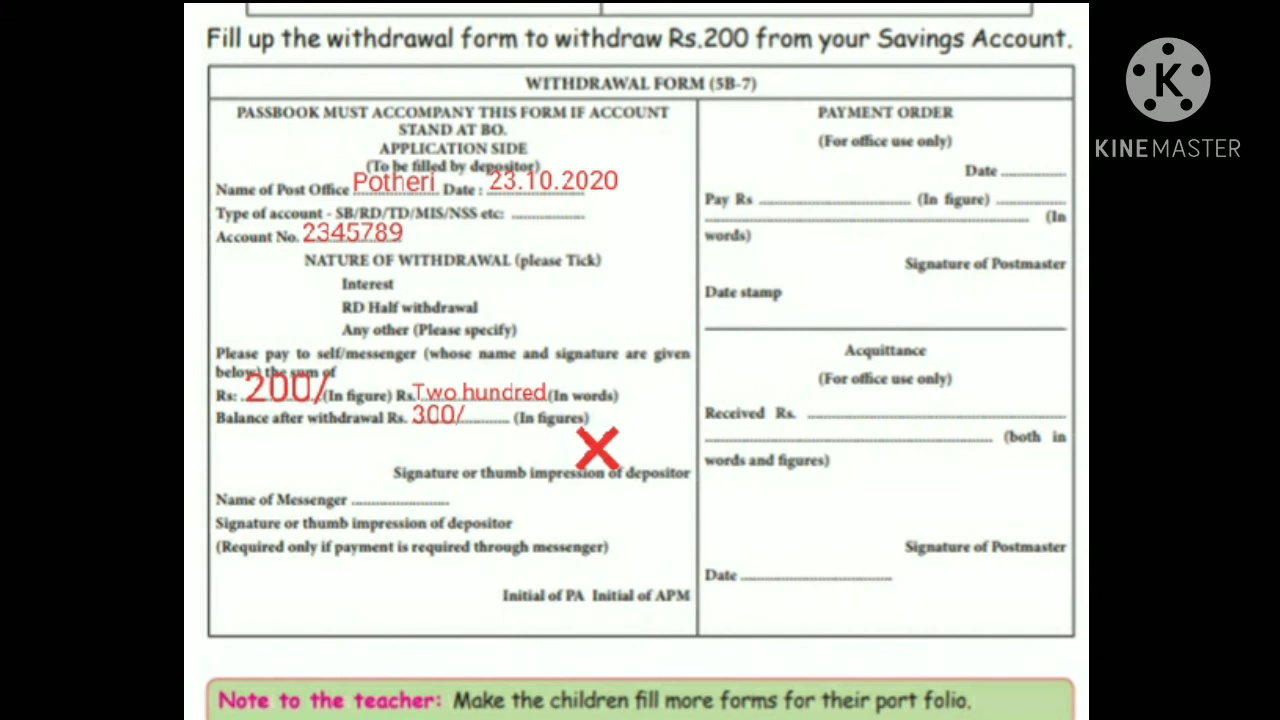 Fill up the withdrawal form to withdraw Rs.200 from your Savings Account.
WITHDRAWAL FORM (5B-7)
PASSBOOK MUST ACCOMPANY THIS FORM IF ACCOUNT
STAND AT BO.
APPLICATION SIDE
(To be filled by depositor)
Name of Post Office Potheri Date : 23.10.2020
Type of account - SB/RD/TD/MIS/NSS etc: ................
Account No. 2345789
NATURE OF WITHDRAWAL (please Tick)
Interest
RD Half withdrawal
Any other (Please specify)
Please pay to self/messenger (whose name and signature are given
below) the sum of
Rs: 200/ (In figure) Rs. Two hundred (In words)
Balance after withdrawal Rs. 300/ (In figures)
Signature or thumb impression of depositor
Name of Messenger ................
Signature or thumb impression of depositor
(Required only if payment is required through messenger)
Initial of PA Initial of APM
PAYMENT ORDER
(For office use only)
Date ................
Pay Rs ................ (In figure) ................
................ (In
words)
Signature of Postmaster
Date stamp
Acquittance
(For office use only)
Received Rs. ................
................ (both in
words and figures)
Signature of Postmaster
Date ................
Note to the teacher: Make the children fill more forms for their port folio.
K
KINEMASTER